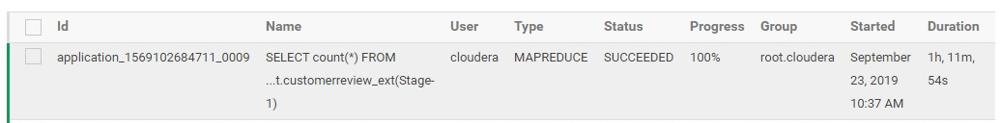 Id Name User Type Status Progress Group Started Duration
application_1569102684711_0009 SELECT count(*) FROM cloudera MAPREDUCE SUCCEEDED 100% root.cloudera September 1h, 11m,
...t.customerreview_ext(Stage- 23, 2019 54s
1) 10:37 AM